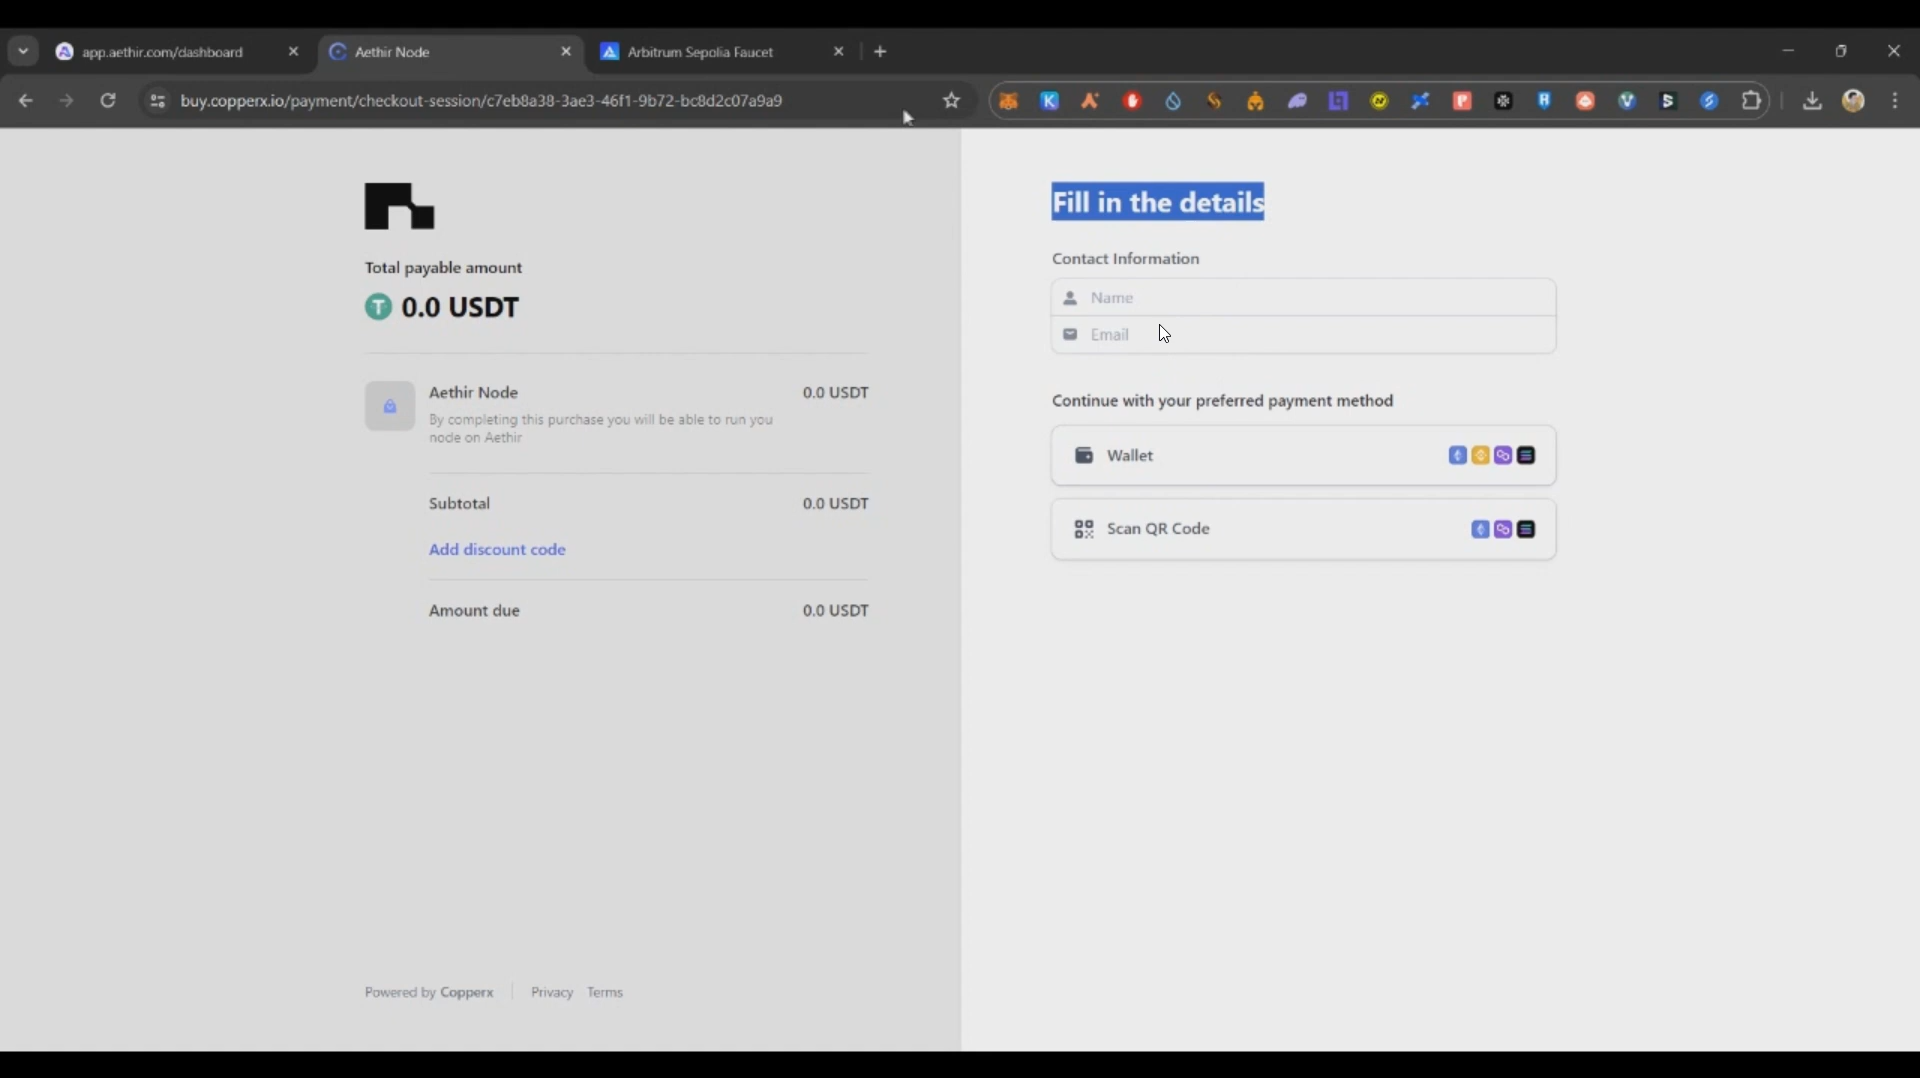 app.aethir.com/dashboard
Aethir Node
Arbitrum Sepolia Faucet
buy.copperx.io/payment/checkout-session/c7eb8a38-3ae3-46f1-9b72-bc8d2c07a9a9
Total payable amount
0.0 USDT
Aethir Node 0.0 USDT
By completing this purchase you will be able to run you
node on Aethir
Subtotal 0.0 USDT
Add discount code
Amount due 0.0 USDT
Powered by Copperx Privacy Terms
Fill in the details
Contact Information
Name
Email
Continue with your preferred payment method
Wallet
Scan QR Code